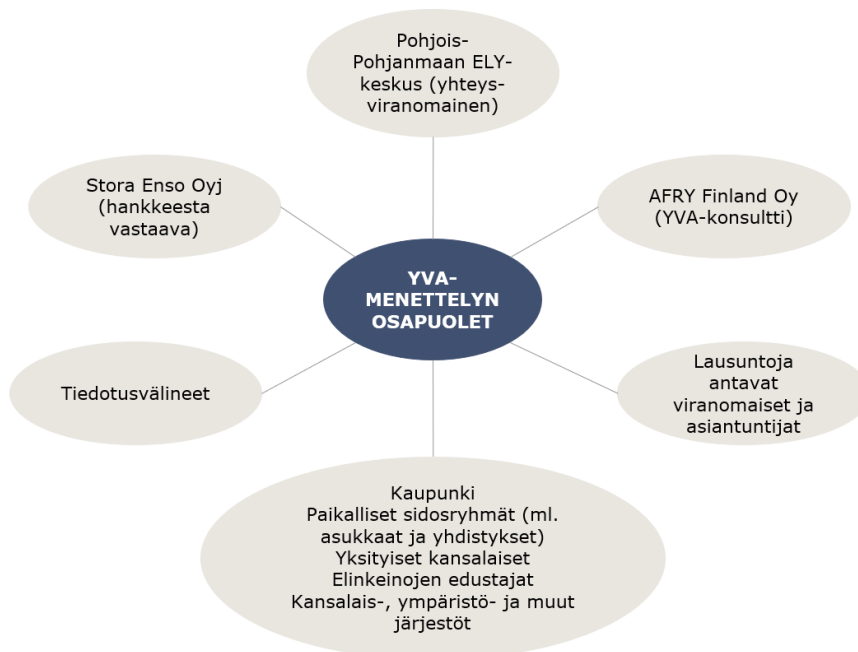 Pohjois-
Pohjanmaan ELY-
keskus (yhteys-
viranomainen)
Stora Enso Oyj
(hankkeesta
vastaava)
AFRY Finland Oy
(YVA-konsultti)
YVA-
MENETTELYN
OSAPUOLET
Tiedotusvälineet
Lausuntoja
antavat
viranomaiset ja
asiantuntijat
Kaupunki
Paikalliset sidosryhmät (ml.
asukkaat ja yhdistykset)
Yksityiset kansalaiset
Elinkeinojen edustajat
Kansalais-, ympäristö- ja muut
järjestöt